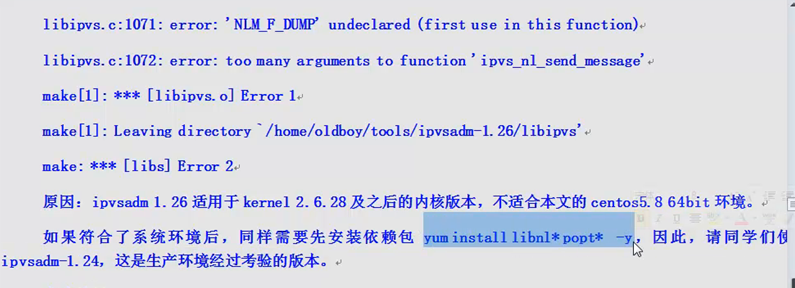 libipvs.c:1071: error: 'NLM_F_DUMP' undeclared (first use in this function)
libipvs.c:1072: error: too many arguments to function 'ipvs_nl_send_message'
make[1]: *** [libipvs.o] Error 1
make[1]: Leaving directory `/home/oldboy/tools/ipvsadm-1.26/libipvs'
make: *** [libs] Error 2
原因：ipvsadm 1.26 适用于 kernel 2.6.28 及之后的内核版本，不适合本文的 centos5.8 64bit 环境。
如果符合了系统环境后，同样需要先安装依赖包 yum install libnl* popt* -y，因此，请同学们使
ipvsadm-1.24，这是生产环境经过考验的版本。